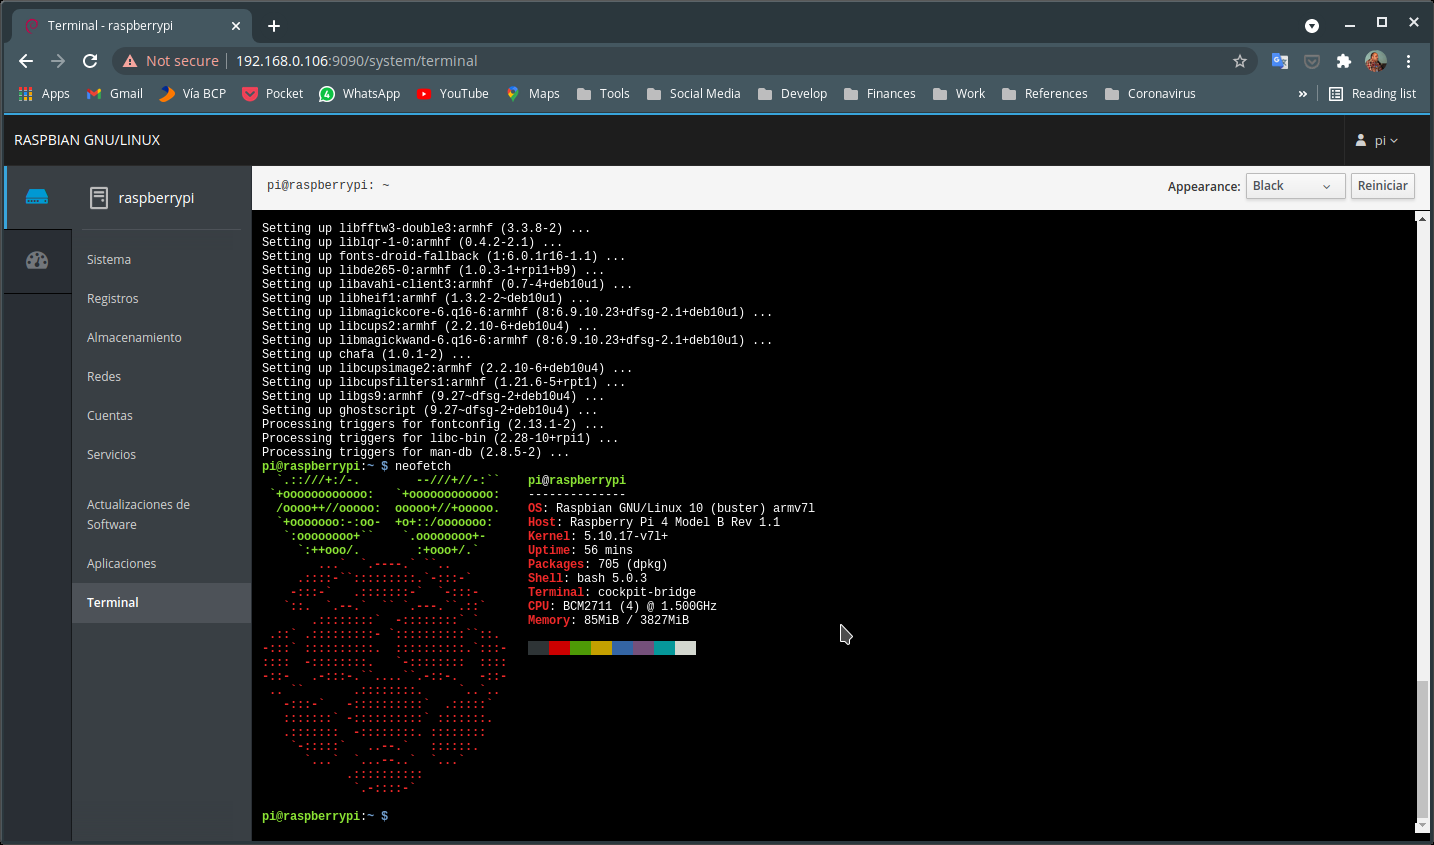 Terminal - raspberrypi
Not secure 192.168.0.106:9090/system/terminal
Apps Gmail Vía BCP Pocket 4 WhatsApp YouTube Maps Tools Social Media Develop Finances Work References Coronavirus » Reading list
RASPBIAN GNU/LINUX pi
raspberrypi
Sistema
Registros
Almacenamiento
Redes
Cuentas
Servicios
Actualizaciones de
Software
Aplicaciones
Terminal
pi@raspberrypi: ~ Appearance: Black Reiniciar
Setting up libfftw3-double3:armhf (3.3.8-2) ...
Setting up liblqr-1-0:armhf (0.4.2-2.1) ...
Setting up fonts-droid-fallback (1:6.0.1r16-1.1) ...
Setting up libde265-0:armhf (1.0.3-1+rpi1+b9) ...
Setting up libavahi-client3:armhf (0.7-4+deb10u1) ...
Setting up libheif1:armhf (1.3.2-2~deb10u1) ...
Setting up libmagickcore-6.q16-6:armhf (8:6.9.10.23+dfsg-2.1+deb10u1) ...
Setting up libcups2:armhf (2.2.10-6+deb10u4) ...
Setting up libmagickwand-6.q16-6:armhf (8:6.9.10.23+dfsg-2.1+deb10u1) ...
Setting up chafa (1.0.1-2) ...
Setting up libcupsimage2:armhf (2.2.10-6+deb10u4) ...
Setting up libcupsfilters1:armhf (1.21.6-5+rpt1) ...
Setting up libgs9:armhf (9.27~dfsg-2+deb10u4) ...
Setting up ghostscript (9.27~dfsg-2+deb10u4) ...
Processing triggers for fontconfig (2.13.1-2) ...
Processing triggers for libc-bin (2.28-10+rpi1) ...
Processing triggers for man-db (2.8.5-2) ...
pi@raspberrypi:~ $ neofetch
pi@raspberrypi
--------------
OS: Raspbian GNU/Linux 10 (buster) armv7l
Host: Raspberry Pi 4 Model B Rev 1.1
Kernel: 5.10.17-v7l+
Uptime: 56 mins
Packages: 705 (dpkg)
Shell: bash 5.0.3
Terminal: cockpit-bridge
CPU: BCM2711 (4) @ 1.500GHz
Memory: 85MiB / 3827MiB
pi@raspberrypi:~ $